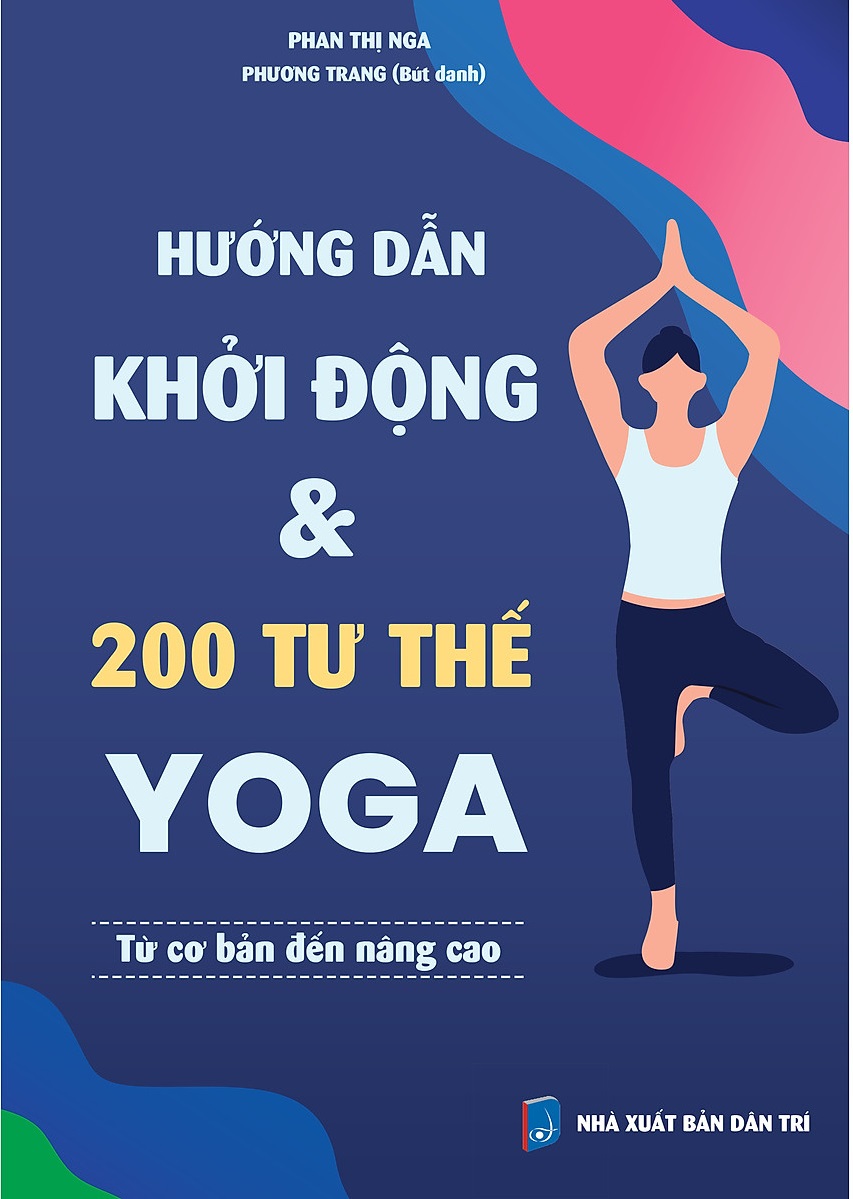 PHAN THỊ NGA
PHƯƠNG TRANG (Bút danh)
HƯỚNG DẪN
KHỞI ĐỘNG
&
200 TƯ THẾ
YOGA
Từ cơ bản đến nâng cao
NHÀ XUẤT BẢN DÂN TRÍ